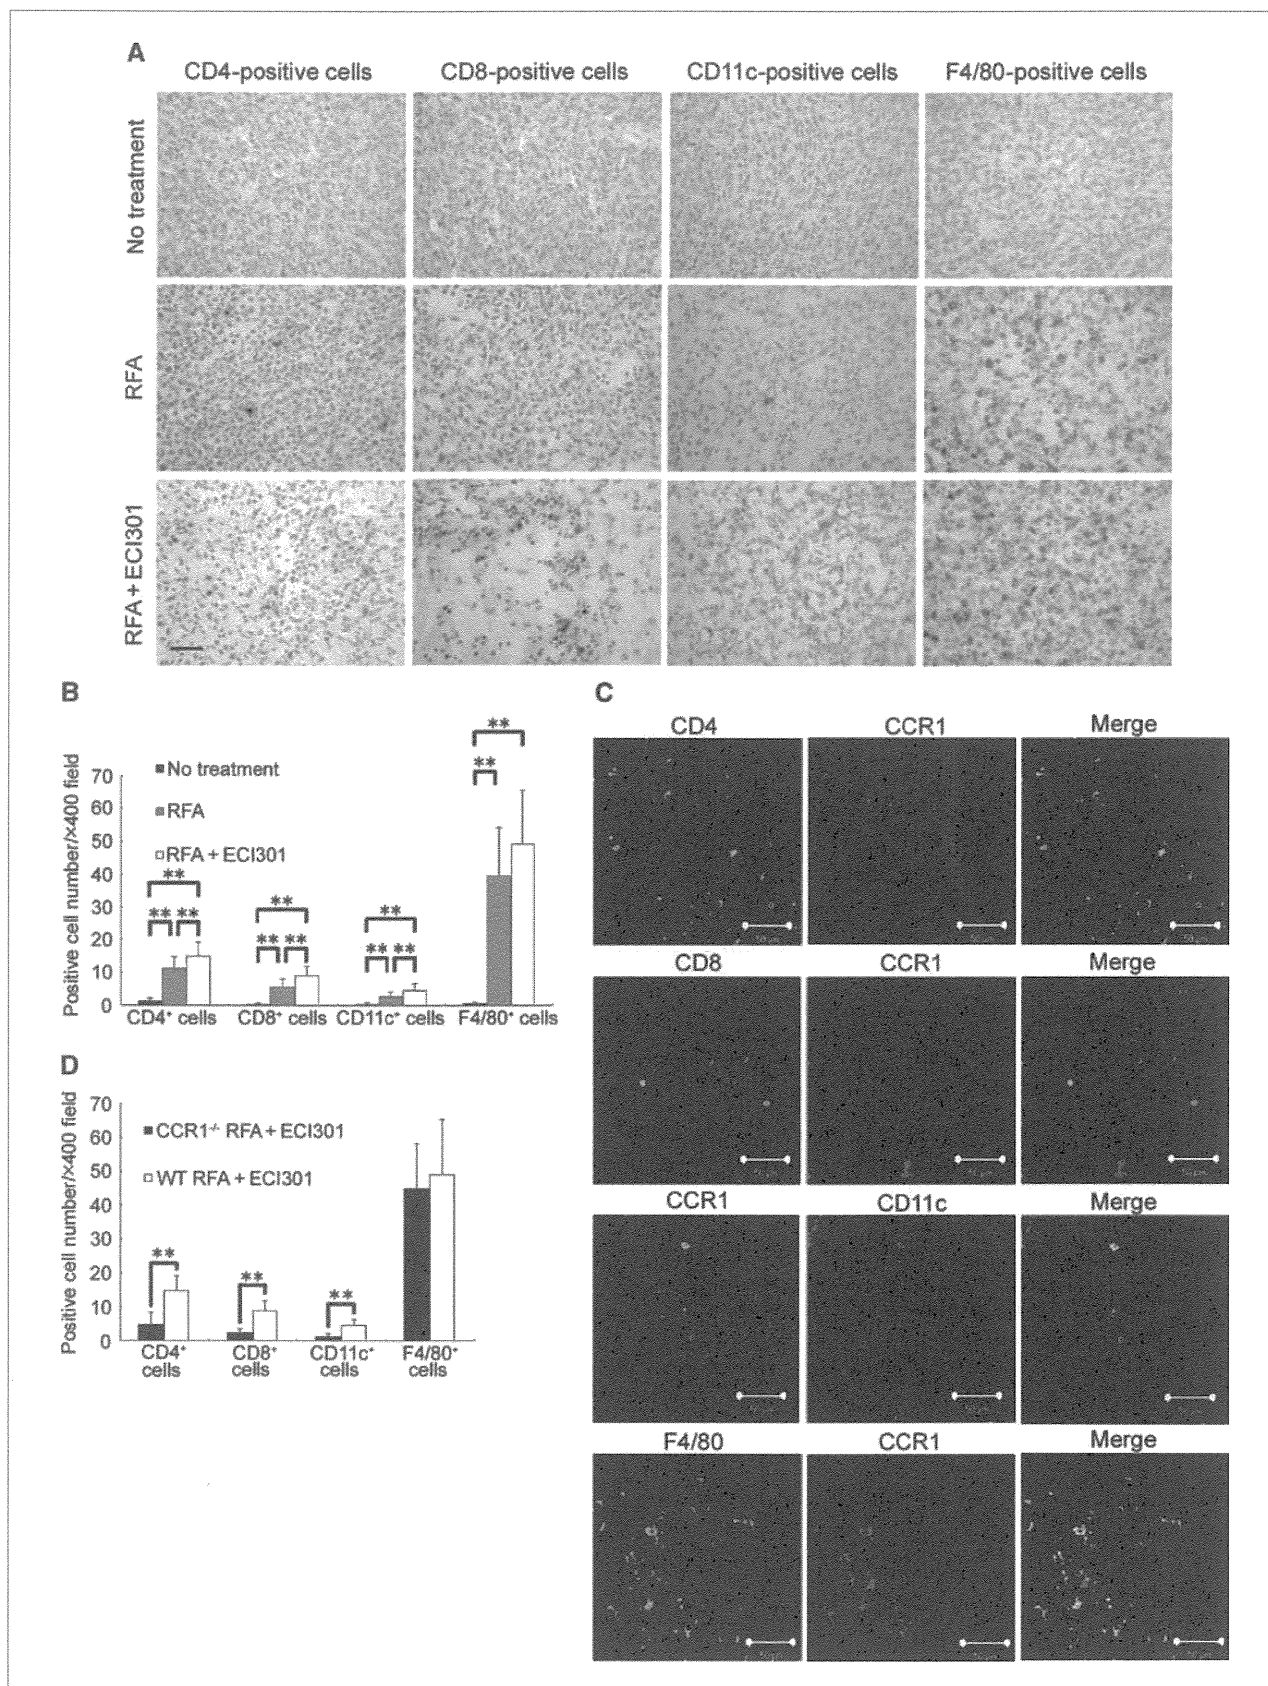 A
CD4-positive cells CD8-positive cells CD11c-positive cells F4/80-positive cells
No treatment
RFA
RFA + ECI301
B
Positive cell number/×400 field
70
60
50
40
30
20
10
0
No treatment
RFA
RFA + ECI301
** ** **
** ** **
** ** **
** **
CD4+ cells CD8+ cells CD11c+ cells F4/80+ cells
C
CD4 CCR1 Merge
CD8 CCR1 Merge
CCR1 CD11c Merge
F4/80 CCR1 Merge
D
Positive cell number/×400 field
70
60
50
40
30
20
10
0
CCR1-/- RFA + ECI301
WT RFA + ECI301
** ** **
CD4+ cells
CD8+ cells
CD11c+ cells
F4/80+ cells